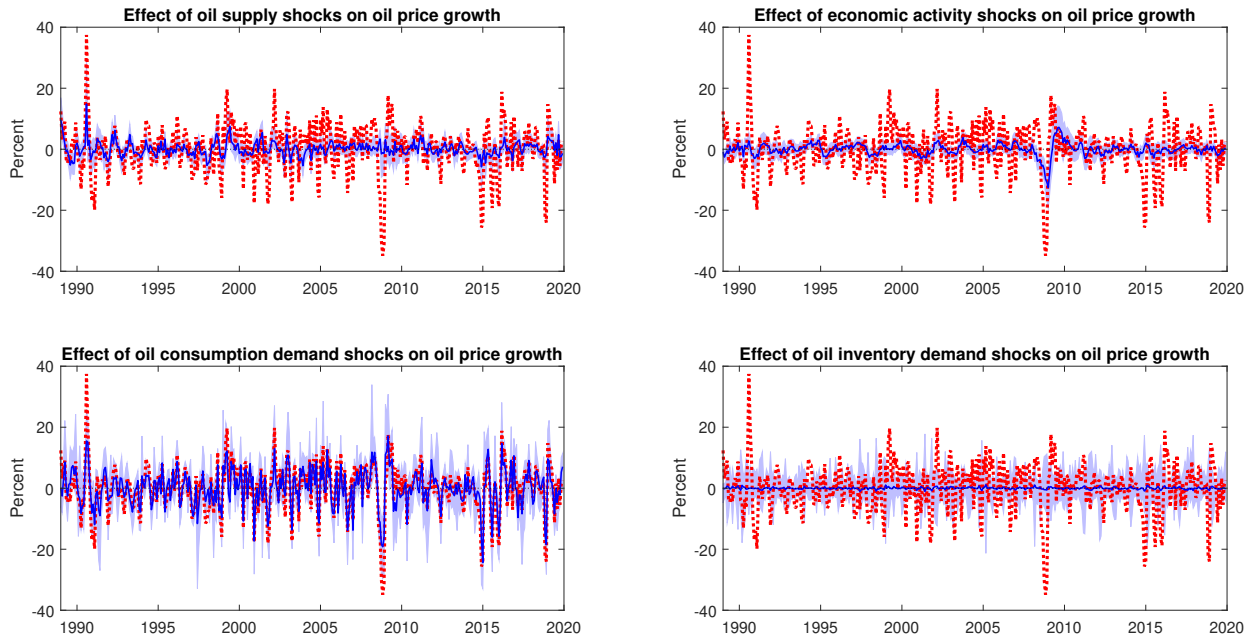 Effect of oil supply shocks on oil price growth
40
20
0
-20
-40
Percent
1990 1995 2000 2005 2010 2015 2020
Effect of economic activity shocks on oil price growth
40
20
0
-20
-40
Percent
1990 1995 2000 2005 2010 2015 2020
Effect of oil consumption demand shocks on oil price growth
40
20
0
-20
-40
Percent
1990 1995 2000 2005 2010 2015 2020
Effect of oil inventory demand shocks on oil price growth
40
20
0
-20
-40
Percent
1990 1995 2000 2005 2010 2015 2020